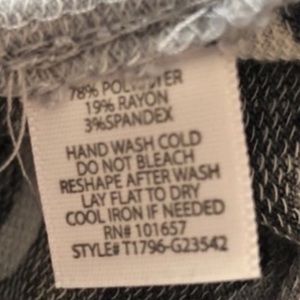 78% POLYESTER
19% RAYON
3%SPANDEX
HAND WASH COLD
DO NOT BLEACH
RESHAPE AFTER WASH
LAY FLAT TO DRY
COOL IRON IF NEEDED
RN# 101657
STYLE# T1796-G23542